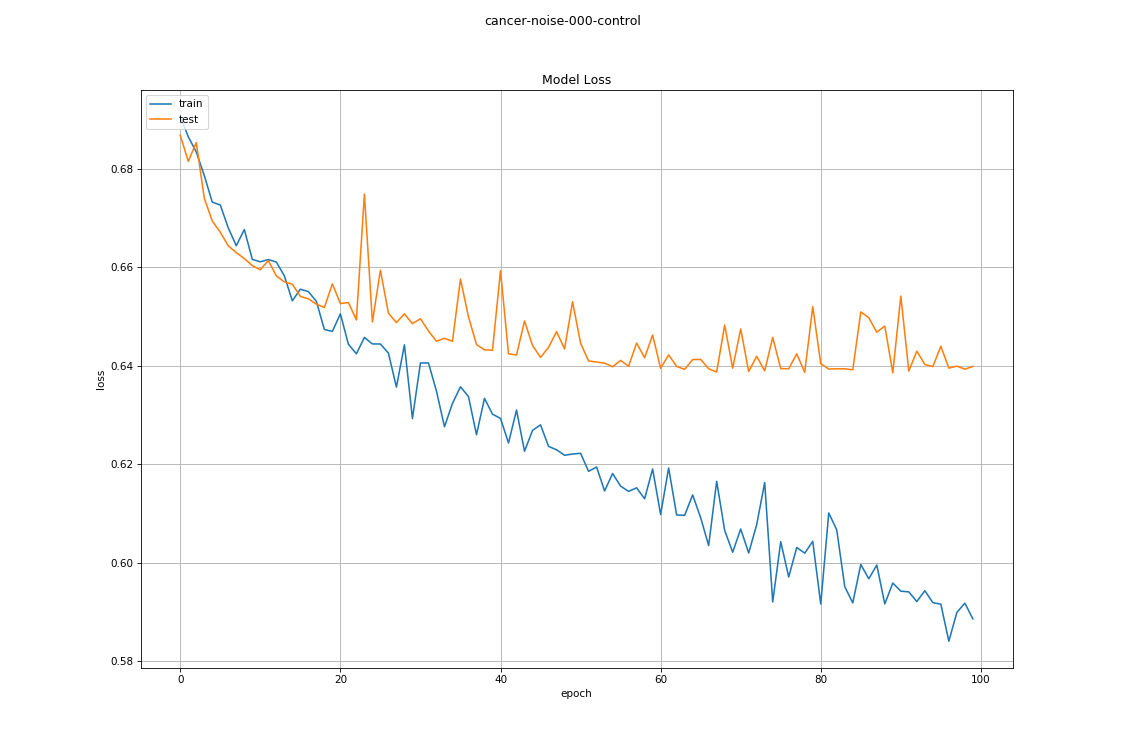 cancer-noise-000-control
Model Loss
train
test
0.68
0.66
0.64
0.62
0.60
0.58
loss
0 20 40 60 80 100
epoch